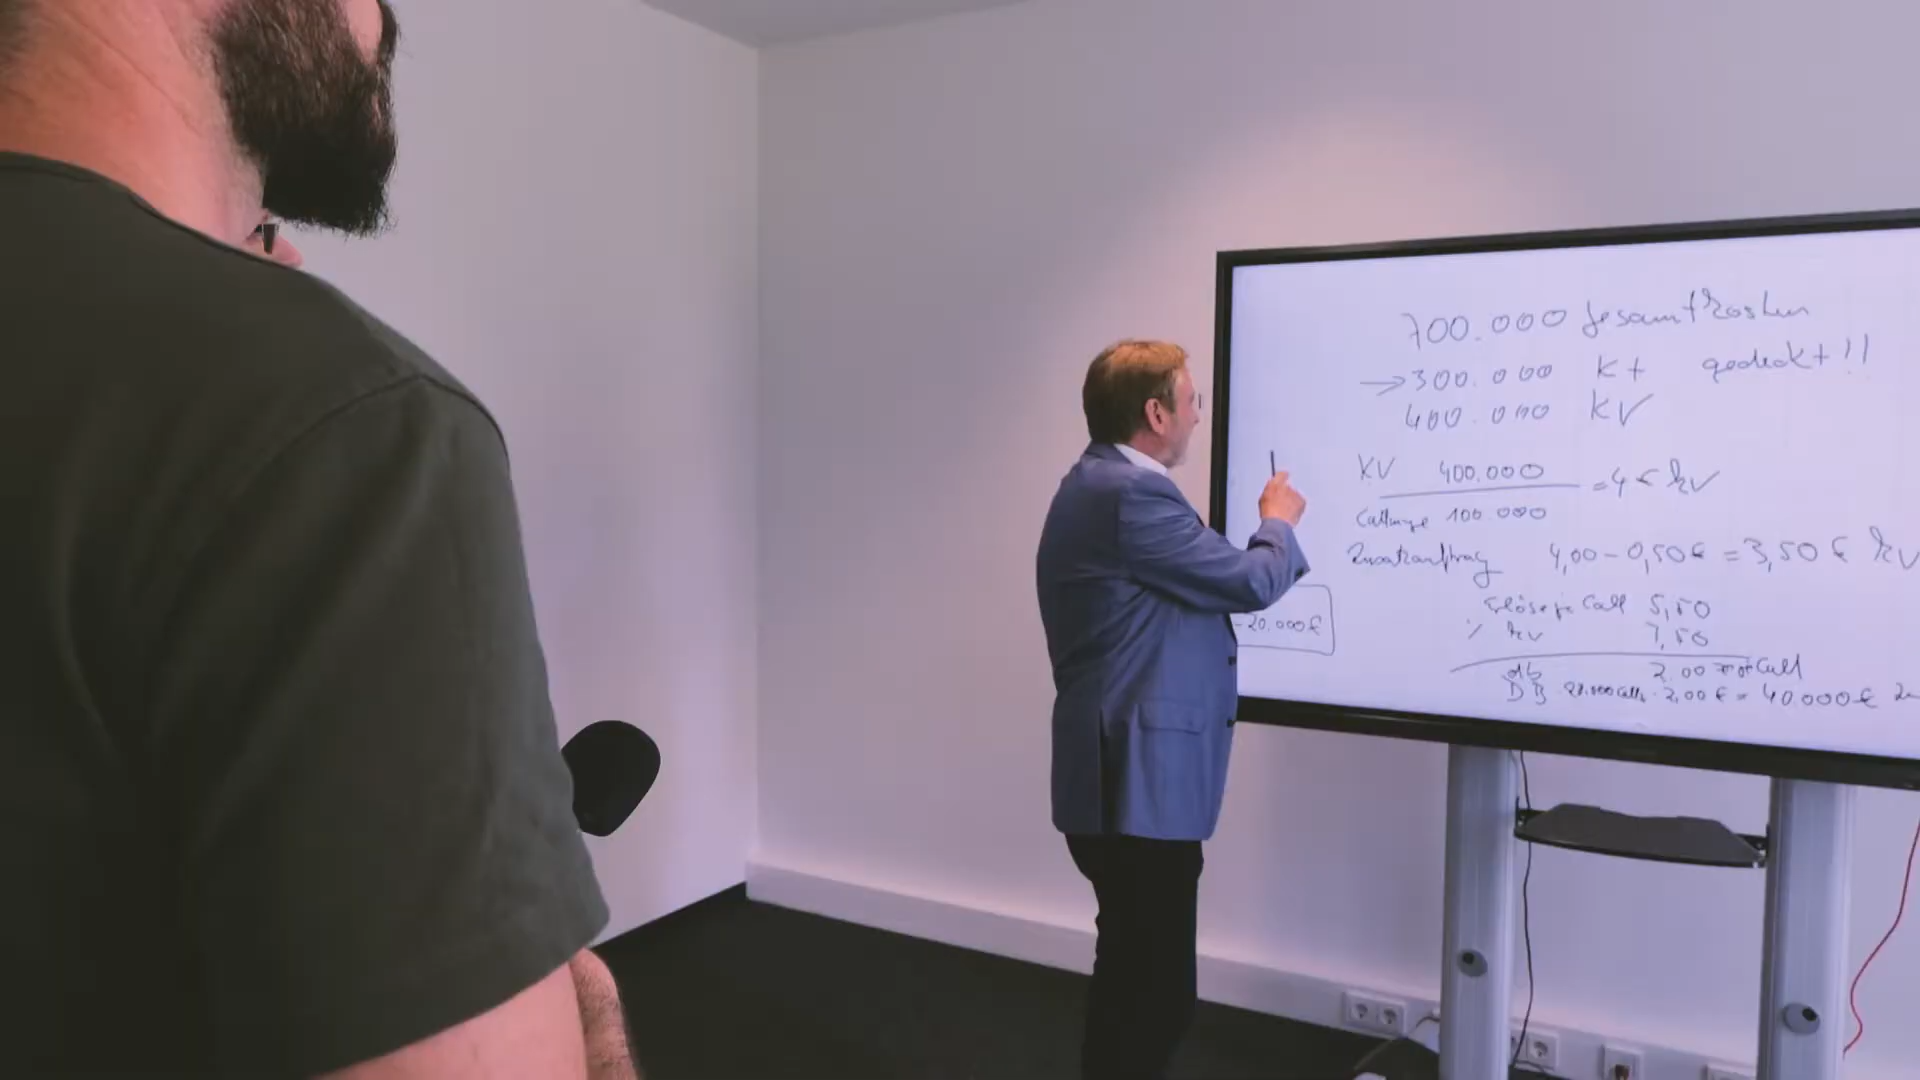 700.000 Gesamtkosten
→300.000 Kf gedeckt!!
400.000 KV
KV 400.000 = 4 € kv
Callmenge 100.000
Zusatzauftrag 4,00 - 0,50 € = 3,50 € kv
- 20.000 €
Erlöse je Call 5,50
% kv
db 2.00 Call
DB 20.000 Calls · 2,00 € = 40.000 €